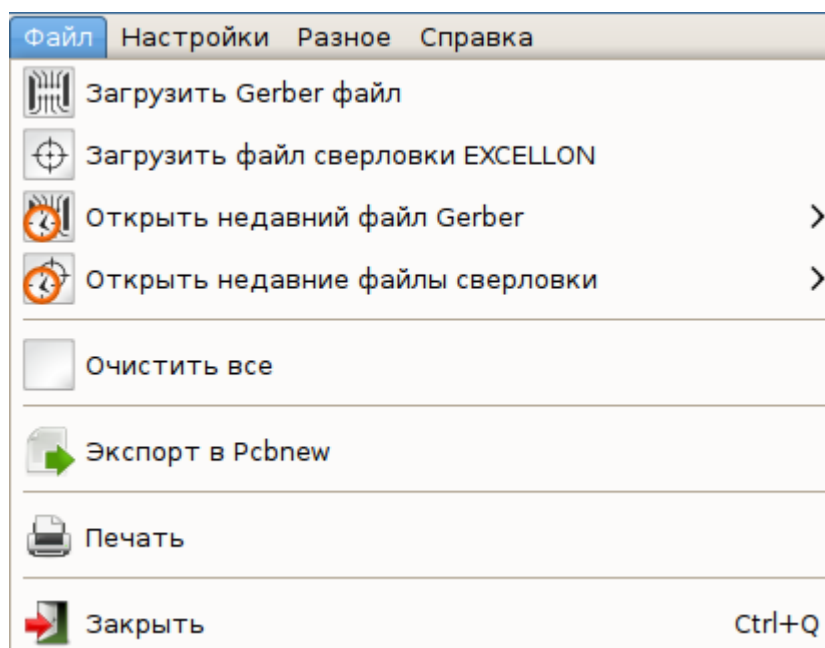 Файл Настройки Разное Справка
Загрузить Gerber файл
Загрузить файл сверловки EXCELLON
Открыть недавний файл Gerber
Открыть недавние файлы сверловки
Очистить все
Экспорт в Pcbnew
Печать
Закрыть Ctrl+Q